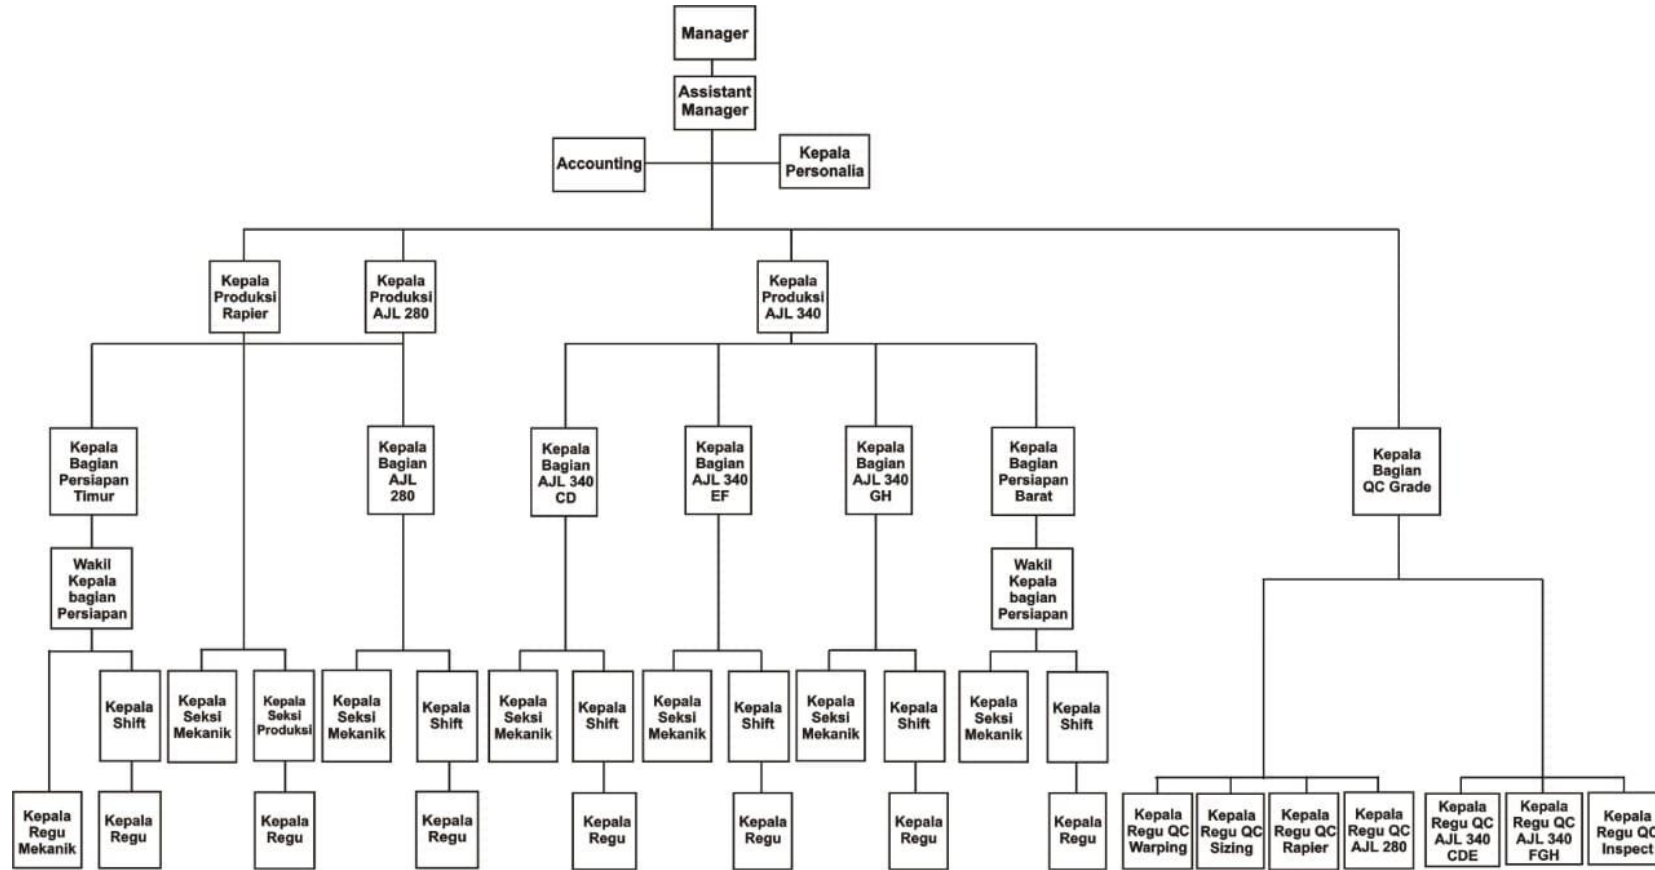 Manager
Assistant
Manager
Accounting
Kepala
Personalia
Kepala
Produksi
Rapier
Kepala
Produksi
AJL 280
Kepala
Produksi
AJL 340
Kepala
Bagian
Persiapan
Timur
Kepala
Bagian
AJL
280
Kepala
Bagian
AJL 340
CD
Kepala
Bagian
AJL 340
EF
Kepala
Bagian
AJL 340
GH
Kepala
Bagian
Persiapan
Barat
Kepala
Bagian
QC Grade
Wakil
Kepala
bagian
Persiapan
Wakil
Kepala
bagian
Persiapan
Kepala
Shift
Kepala
Seksi
Mekanik
Kepala
Seksi
Produksi
Kepala
Seksi
Mekanik
Kepala
Shift
Kepala
Seksi
Mekanik
Kepala
Shift
Kepala
Seksi
Mekanik
Kepala
Shift
Kepala
Seksi
Mekanik
Kepala
Shift
Kepala
Seksi
Mekanik
Kepala
Shift
Kepala
Regu
Mekanik
Kepala
Regu
Kepala
Regu
Kepala
Regu
Kepala
Regu
Kepala
Regu
Kepala
Regu
Kepala
Regu
Kepala
Regu QC
Warping
Kepala
Regu QC
Sizing
Kepala
Regu QC
Rapier
Kepala
Regu QC
AJL 280
Kepala
Regu QC
AJL 340
CDE
Kepala
Regu QC
AJL 340
FGH
Kepala
Regu QC
Inspect